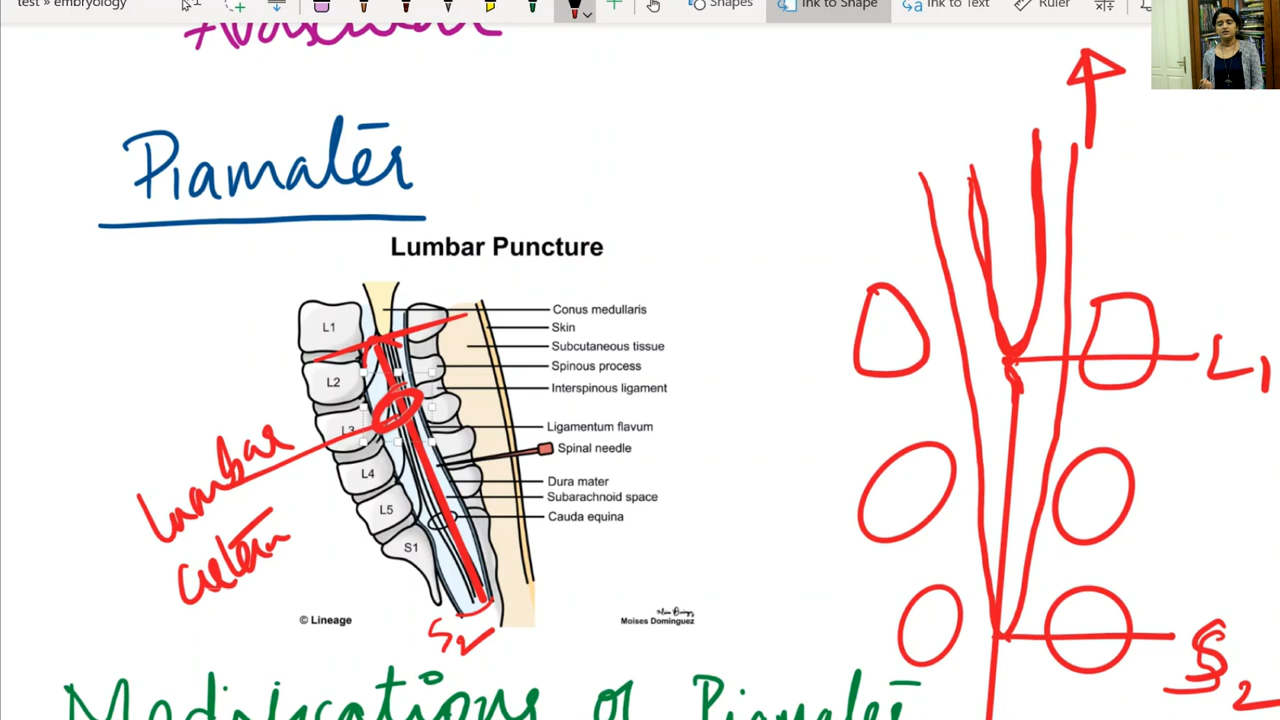 test » embryology
Shapes
Ink to Shape
Ink to Text
Ruler
Avascular
Piamater
Lumbar Puncture
Conus medullaris
Skin
Subcutaneous tissue
Spinous process
Interspinous ligament
Ligamentum flavum
Spinal needle
Dura mater
Subarachnoid space
Cauda equina
L1
L2
L3
L4
L5
S1
Lumbar
cistern
S2
© Lineage
Moises Dominguez
L1
S2
Modifications of Piamater